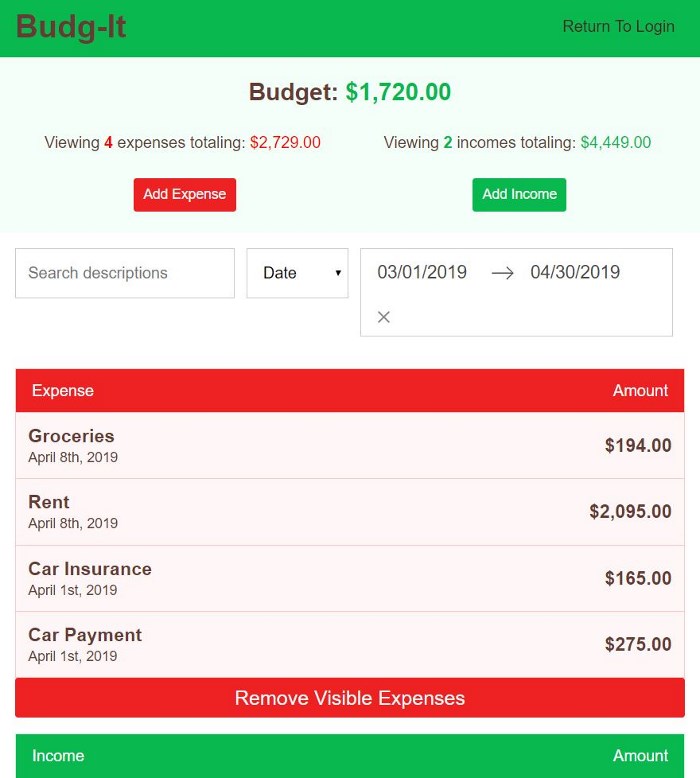 Budg-It
Return To Login
Budget: $1,720.00
Viewing 4 expenses totaling: $2,729.00
Viewing 2 incomes totaling: $4,449.00
Add Expense
Add Income
Search descriptions
Date
03/01/2019 → 04/30/2019
Expense Amount
Groceries
April 8th, 2019
$194.00
Rent
April 8th, 2019
$2,095.00
Car Insurance
April 1st, 2019
$165.00
Car Payment
April 1st, 2019
$275.00
Remove Visible Expenses
Income Amount